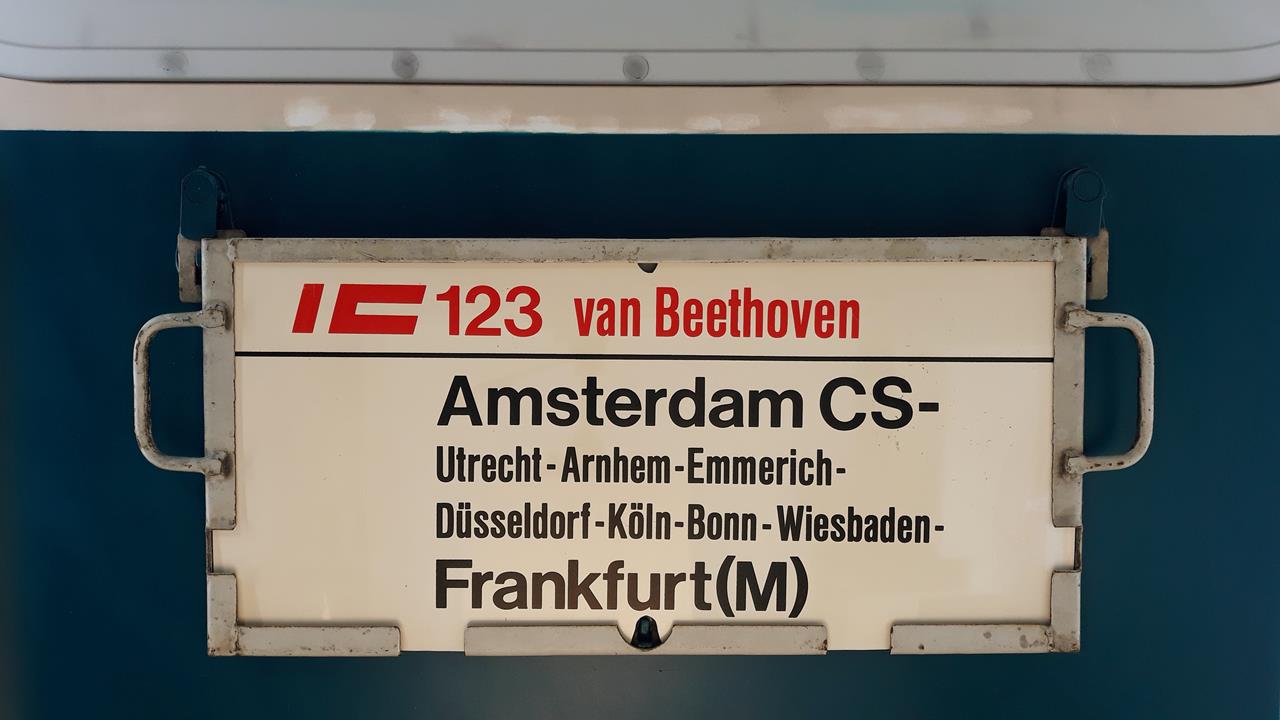 IC 123 van Beethoven
Amsterdam CS-
Utrecht-Arnhem-Emmerich-
Düsseldorf-Köln-Bonn-Wiesbaden-
Frankfurt(M)